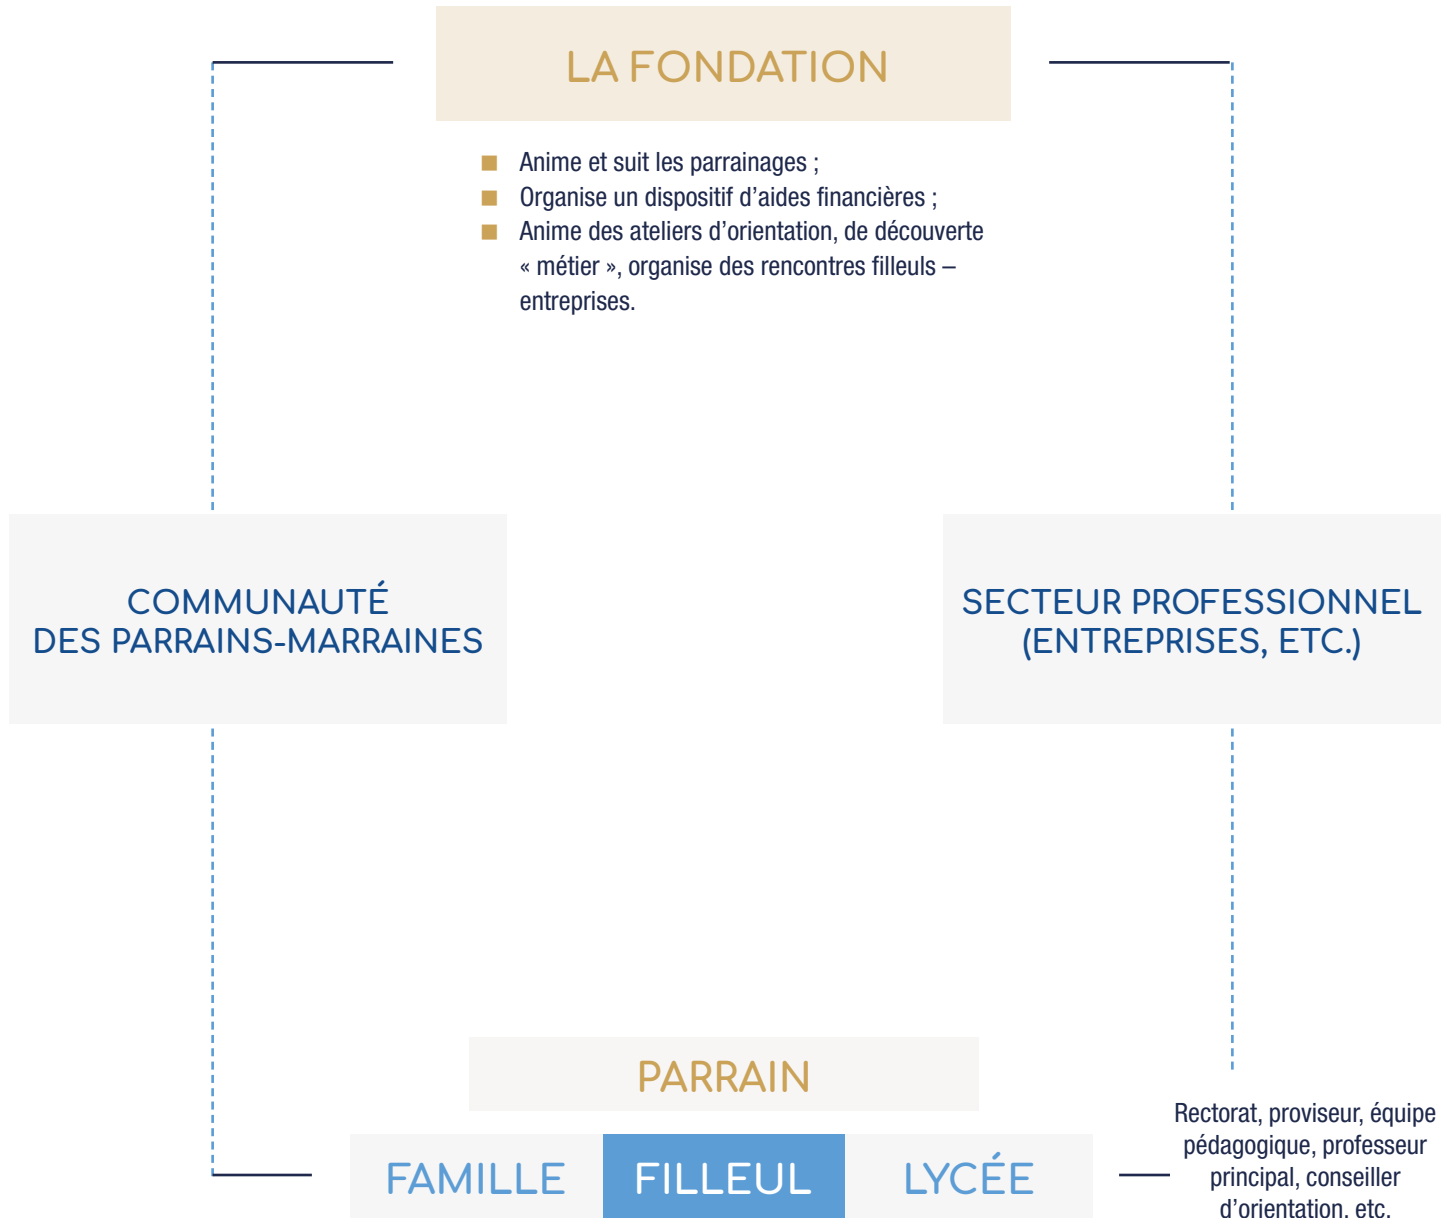 LA FONDATION
■ Anime et suit les parrainages ;
■ Organise un dispositif d’aides financières ;
■ Anime des ateliers d’orientation, de découverte
« métier », organise des rencontres filleuls –
entreprises.
COMMUNAUTÉ
DES PARRAINS-MARRAINES
SECTEUR PROFESSIONNEL
(ENTREPRISES, ETC.)
PARRAIN
FAMILLE
FILLEUL
LYCÉE
Rectorat, proviseur, équipe
pédagogique, professeur
principal, conseiller
d’orientation, etc.